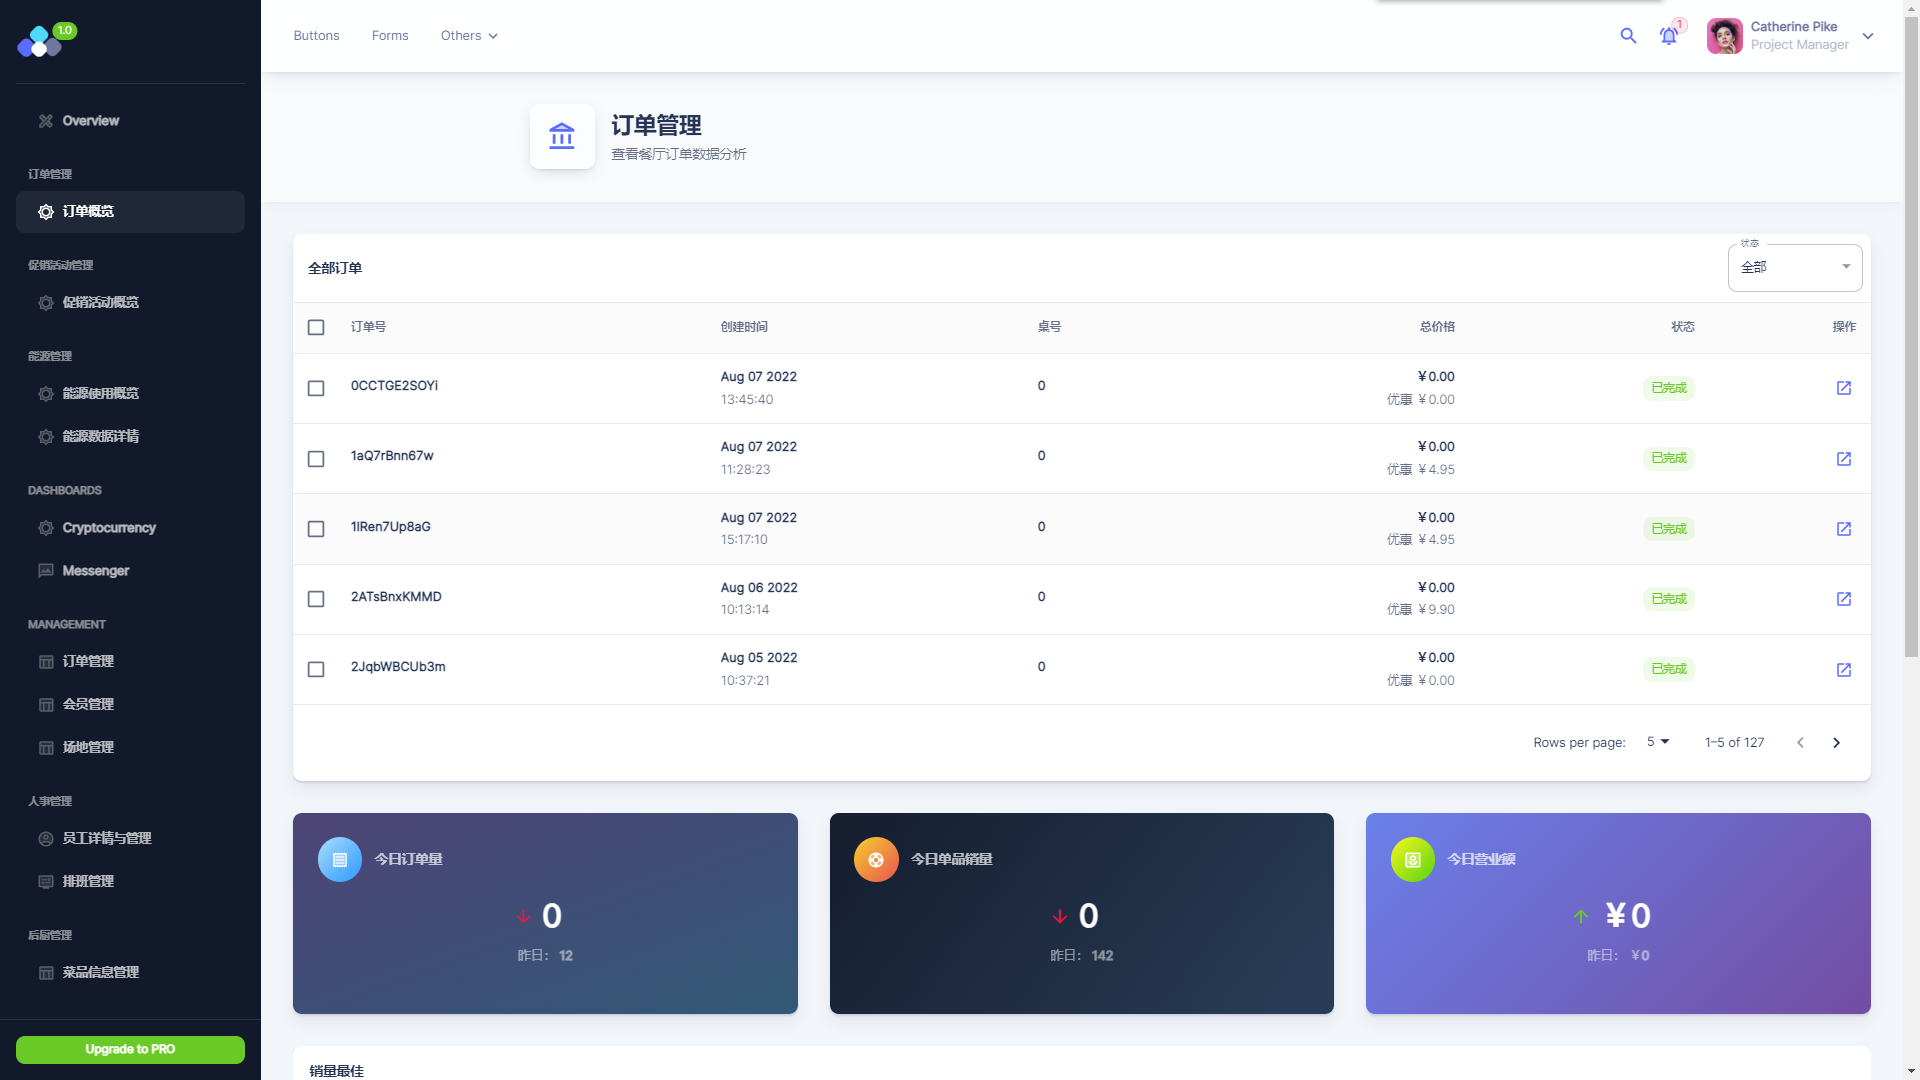 1.0
Buttons
Forms
Others
1
Catherine Pike
Project Manager
Overview
订单管理
订单概览
促销活动管理
促销活动概览
能源管理
能源使用概览
能源数据详情
DASHBOARDS
Cryptocurrency
Messenger
MANAGEMENT
订单管理
会员管理
场地管理
人事管理
员工详情与管理
排班管理
后厨管理
菜品信息管理
Upgrade to PRO
订单管理
查看餐厅订单数据分析
全部订单
状态
全部
订单号 创建时间 桌号 总价格 状态 操作
0CCTGE2SOYi Aug 07 2022 0 ¥0.00 已完成
13:45:40 优惠 ¥0.00
1aQ7rBnn67w Aug 07 2022 0 ¥0.00 已完成
11:28:23 优惠 ¥4.95
1IRen7Up8aG Aug 07 2022 0 ¥0.00 已完成
15:17:10 优惠 ¥4.95
2ATsBnxKMMD Aug 06 2022 0 ¥0.00 已完成
10:13:14 优惠 ¥9.90
2JqbWBCUb3m Aug 05 2022 0 ¥0.00 已完成
10:37:21 优惠 ¥0.00
Rows per page: 5 1–5 of 127
今日订单量
0
昨日： 12
今日单品销量
0
昨日： 142
今日营业额
¥0
昨日： ¥0
销量最佳